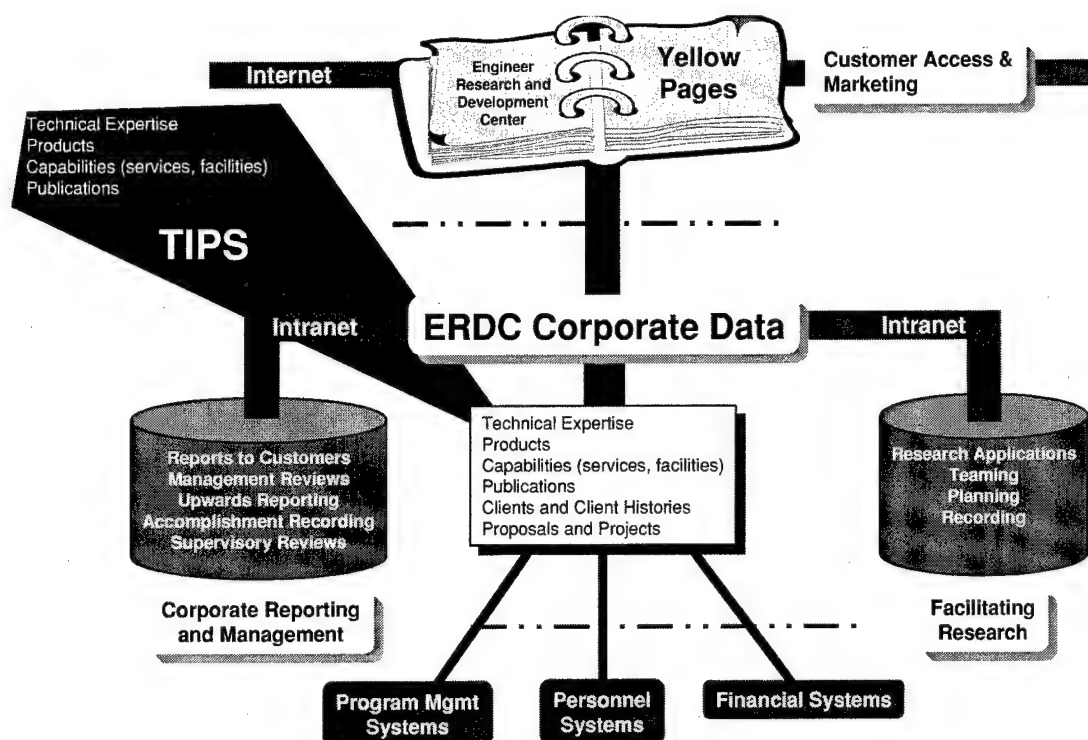 Internet
Engineer
Research and
Development
Center
Yellow
Pages
Customer Access &
Marketing
Technical Expertise
Products
Capabilities (services, facilities)
Publications
TIPS
Intranet
ERDC Corporate Data
Intranet
Reports to Customers
Management Reviews
Upwards Reporting
Accomplishment Recording
Supervisory Reviews
Technical Expertise
Products
Capabilities (services, facilities)
Publications
Clients and Client Histories
Proposals and Projects
Research Applications
Teaming
Planning
Recording
Corporate Reporting
and Management
Facilitating
Research
Program Mgmt
Systems
Personnel
Systems
Financial Systems